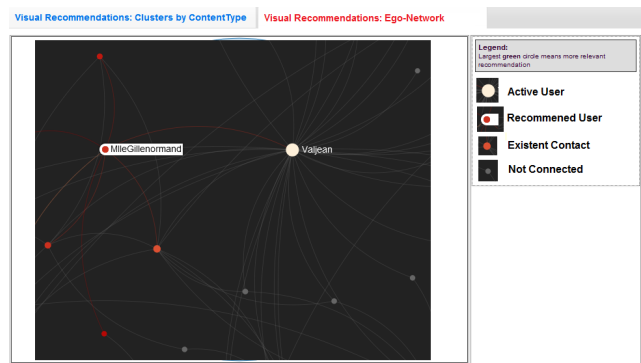 Visual Recommendations: Clusters by ContentType
Visual Recommendations: Ego-Network
Legend:
Largest green circle means more relevant
recommendation
Active User
Recommened User
Existent Contact
Not Connected
MlleGillenormand
Valjean